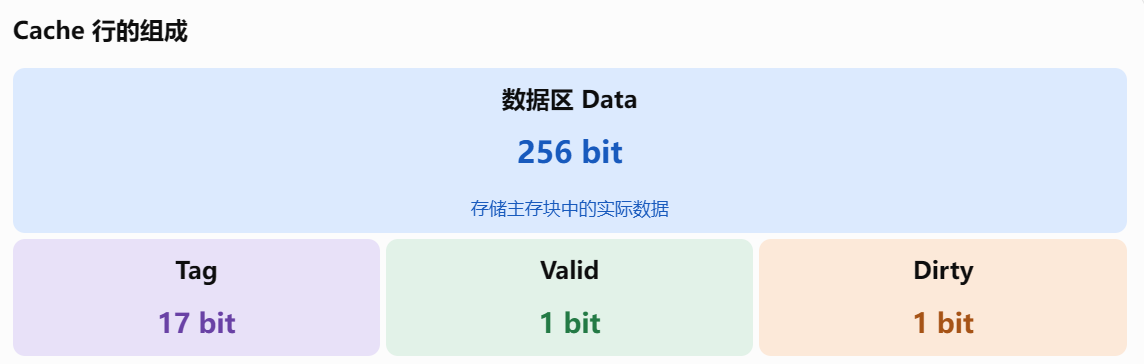 Cache 行的组成
数据区 Data
256 bit
存储主存块中的实际数据
Tag
17 bit
Valid
1 bit
Dirty
1 bit